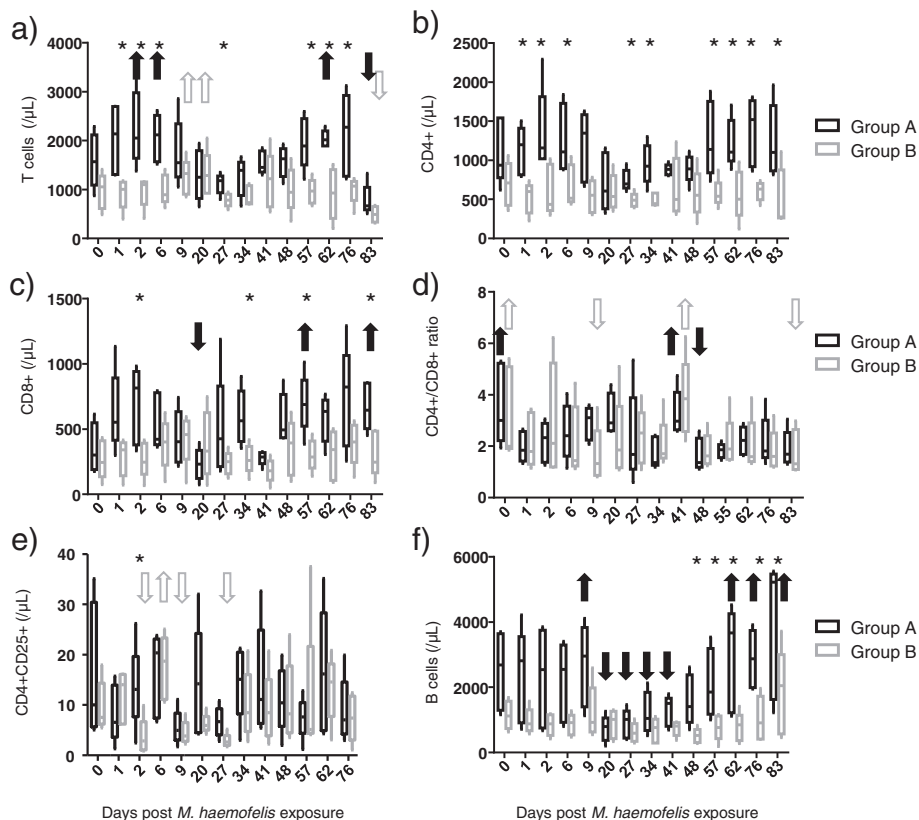 a)
T cells (/µL)
4000
3000
2000
1000
0
* * * * * * *
0 1 2 6 9 20 27 34 41 48 57 62 76 83
b)
CD4+ (/µL)
2500
2000
1500
1000
500
0
* * * * * * * * *
0 1 2 6 9 20 27 34 41 48 57 62 76 83
Group A
Group B
c)
CD8+ (/µL)
1500
1000
500
0
* * * *
0 1 2 6 9 20 27 34 41 48 57 62 76 83
d)
CD4+/CD8+ ratio
8
6
4
2
0
0 1 2 6 9 20 27 34 41 48 55 62 76 83
Group A
Group B
e)
CD4+CD25+ (/µL)
40
30
20
10
0
*
0 1 2 6 9 20 27 34 41 48 57 62 76
Days post M. haemofelis exposure
f)
B cells (/µL)
6000
4000
2000
0
* * * * *
0 1 2 6 9 20 27 34 41 48 57 62 76 83
Group A
Group B
Days post M. haemofelis exposure